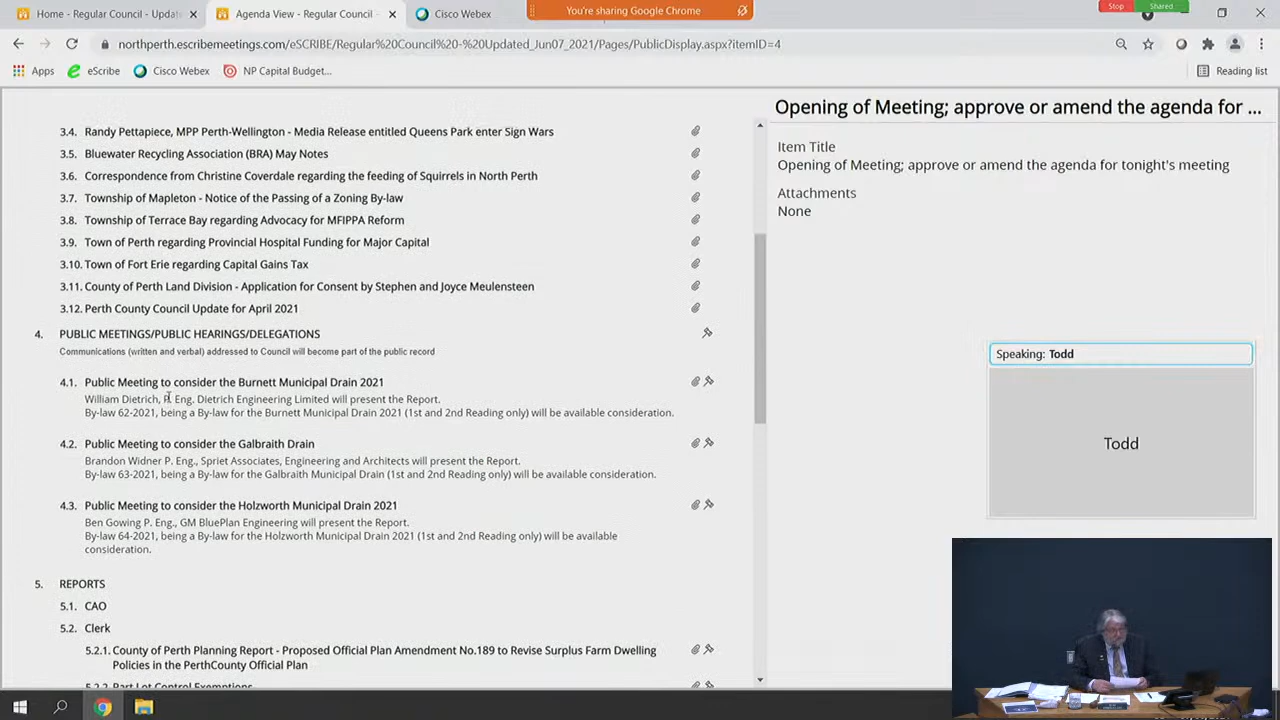 Home - Regular Council - Update
Agenda View - Regular Council -
Cisco Webex
You're sharing Google Chrome
Stop
Shared
northperth.escribemeetings.com/eSCRIBE/Regular%20Council%20-%20Updated_Jun07_2021/Pages/PublicDisplay.aspx?itemID=4
Apps
eScribe
Cisco Webex
NP Capital Budget...
Reading list
3.4. Randy Pettapiece, MPP Perth-Wellington - Media Release entitled Queens Park enter Sign Wars
3.5. Bluewater Recycling Association (BRA) May Notes
3.6. Correspondence from Christine Coverdale regarding the feeding of Squirrels in North Perth
3.7. Township of Mapleton - Notice of the Passing of a Zoning By-law
3.8. Township of Terrace Bay regarding Advocacy for MFIPPA Reform
3.9. Town of Perth regarding Provincial Hospital Funding for Major Capital
3.10. Town of Fort Erie regarding Capital Gains Tax
3.11. County of Perth Land Division - Application for Consent by Stephen and Joyce Meulensteen
3.12. Perth County Council Update for April 2021
4. PUBLIC MEETINGS/PUBLIC HEARINGS/DELEGATIONS
Communications (written and verbal) addressed to Council will become part of the public record
4.1. Public Meeting to consider the Burnett Municipal Drain 2021
William Dietrich, P. Eng. Dietrich Engineering Limited will present the Report.
By-law 62-2021, being a By-law for the Burnett Municipal Drain 2021 (1st and 2nd Reading only) will be available consideration.
4.2. Public Meeting to consider the Galbraith Drain
Brandon Widner P. Eng., Spriet Associates, Engineering and Architects will present the Report.
By-law 63-2021, being a By-law for the Galbraith Municipal Drain (1st and 2nd Reading only) will be available consideration.
4.3. Public Meeting to consider the Holzworth Municipal Drain 2021
Ben Gowing P. Eng., GM BluePlan Engineering will present the Report.
By-law 64-2021, being a By-law for the Holzworth Municipal Drain 2021 (1st and 2nd Reading only) will be available
consideration.
5. REPORTS
5.1. CAO
5.2. Clerk
5.2.1. County of Perth Planning Report - Proposed Official Plan Amendment No.189 to Revise Surplus Farm Dwelling
Policies in the PerthCounty Official Plan
5.2.2. Part Lot Control Exemptions
Opening of Meeting; approve or amend the agenda for ...
Item Title
Opening of Meeting; approve or amend the agenda for tonight's meeting
Attachments
None
Speaking: Todd
Todd